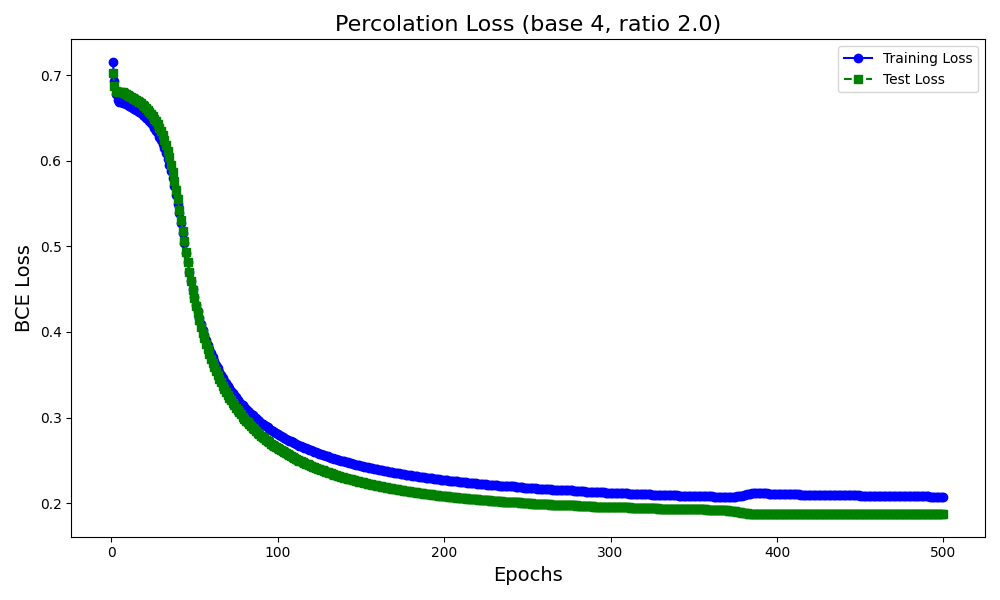 Percolation Loss (base 4, ratio 2.0)
Training Loss
Test Loss
BCE Loss
0.7
0.6
0.5
0.4
0.3
0.2
0 100 200 300 400 500
Epochs